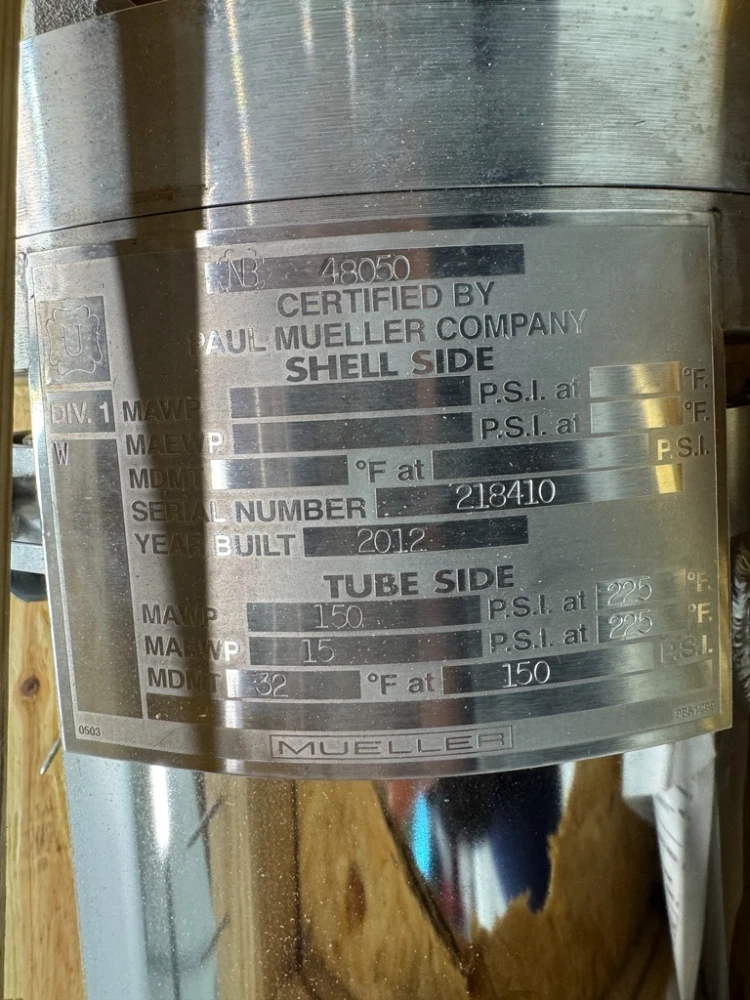 NB 48050
CERTIFIED BY
PAUL MUELLER COMPANY
U
SHELL SIDE
DIV. 1
W
MAWP P.S.I. at °F.
MAEWP P.S.I. at °F.
MDMT °F at P.S.I.
SERIAL NUMBER 218410
YEAR BUILT 2012
TUBE SIDE
MAWP 150 P.S.I. at 225 °F.
MAEWP 15 P.S.I. at 225 °F.
MDMT 32 °F at 150 P.S.I.
0503
MUELLER